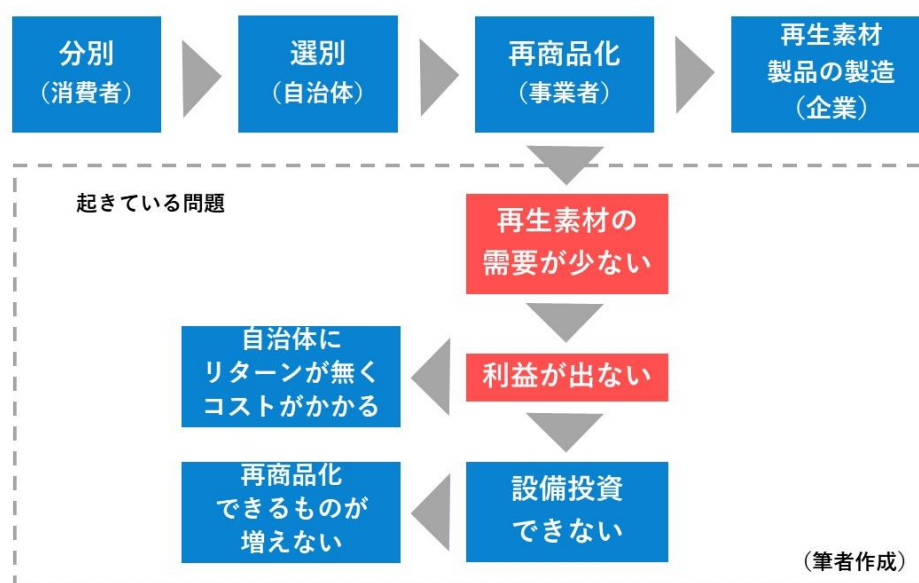 分別
（消費者）
選別
（自治体）
再商品化
（事業者）
再生素材
製品の製造
（企業）
起きている問題
再生素材の
需要が少ない
自治体に
リターンが無く
コストがかかる
利益が出ない
再商品化
できるものが
増えない
設備投資
できない
（筆者作成）